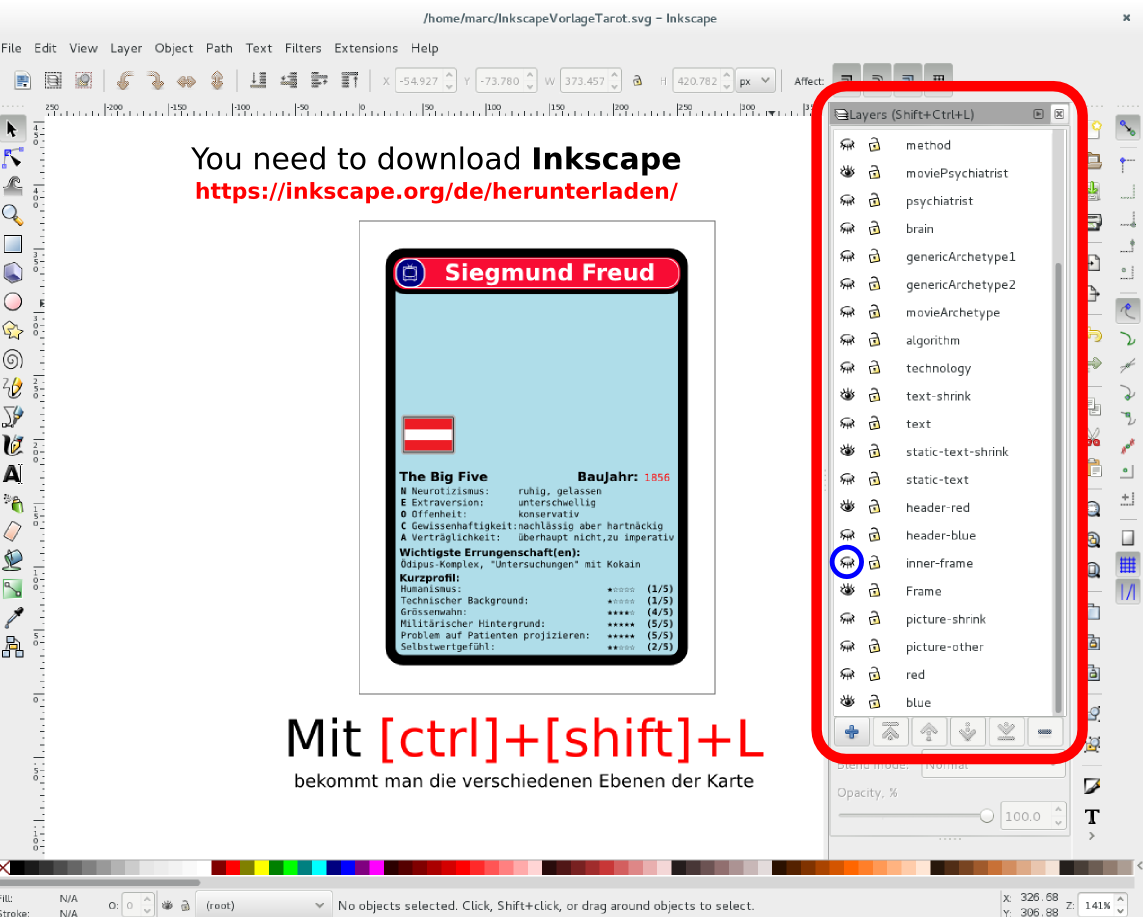 /home/marc/InkscapeVorlageTarot.svg - Inkscape
File Edit View Layer Object Path Text Filters Extensions Help
X -54.927 Y -73.780 W 373.457 H 420.782 px Affect:
You need to download Inkscape
https://inkscape.org/de/herunterladen/
Siegmund Freud
The Big Five BauJahr: 1856
N Neurotizismus: ruhig, gelassen
E Extraversion: unterschwellig
O Offenheit: konservativ
C Gewissenhaftigkeit: nachlässig aber hartnäckig
A Verträglichkeit: überhaupt nicht,zu imperativ
Wichtigste Errungenschaft(en):
Ödipus-Komplex, "Untersuchungen" mit Kokain
Kurzprofil:
Humanismus: ★☆☆☆☆ (1/5)
Technischer Background: ★☆☆☆☆ (1/5)
Grössenwahn: ★★★★☆ (4/5)
Militärischer Hintergrund: ★★★★★ (5/5)
Problem auf Patienten projizieren: ★★★★★ (5/5)
Selbstwertgefühl: ★★☆☆☆ (2/5)
Mit [ctrl]+[shift]+L
bekommt man die verschiedenen Ebenen der Karte
Layers (Shift+Ctrl+L)
method
moviePsychiatrist
psychiatrist
brain
genericArchetype1
genericArchetype2
movieArchetype
algorithm
technology
text-shrink
text
static-text-shrink
static-text
header-red
header-blue
inner-frame
Frame
picture-shrink
picture-other
red
blue
Blend mode: Normal
Opacity, %
100.0
Fill: N/A
Stroke: N/A
O: 0
(root)
No objects selected. Click, Shift+click, or drag around objects to select.
X: 326.68
Y: 306.88
Z: 141%